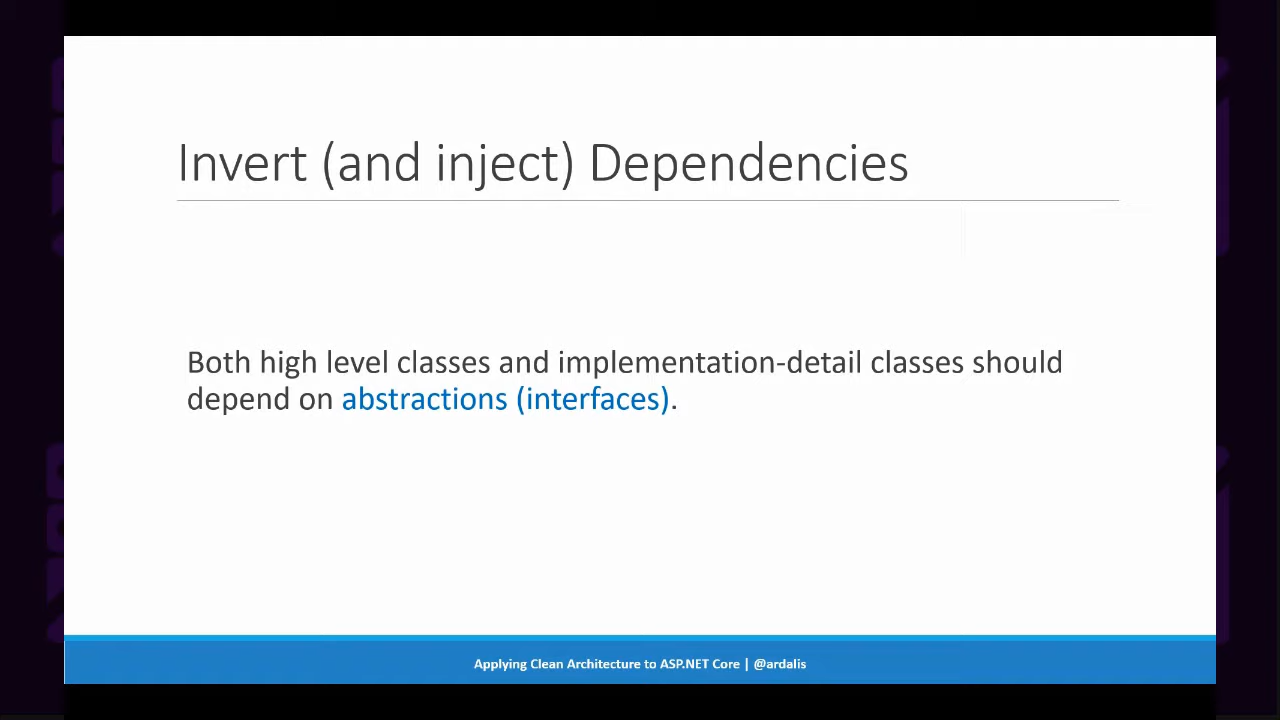 Invert (and inject) Dependencies
Both high level classes and implementation-detail classes should
depend on abstractions (interfaces).
Applying Clean Architecture to ASP.NET Core | @ardalis